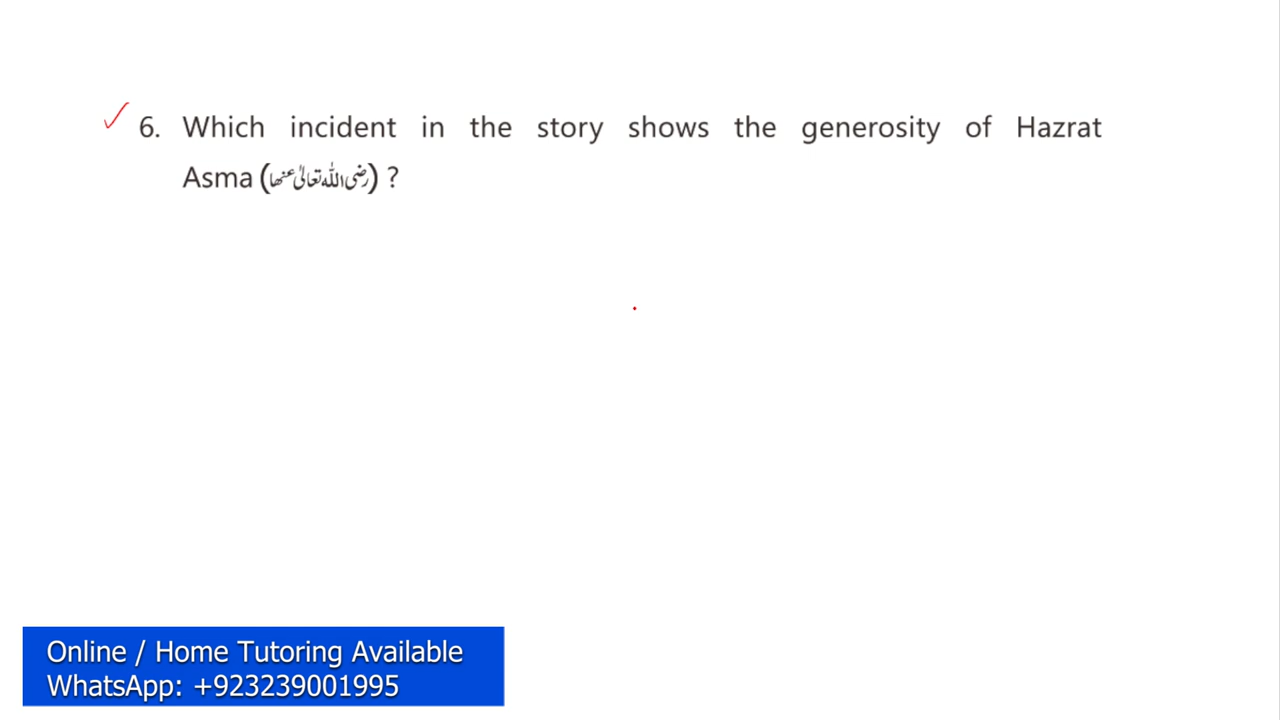 6. Which incident in the story shows the generosity of Hazrat
Asma (رضی اللہ تعالیٰ عنھا) ?
Online / Home Tutoring Available
WhatsApp: +923239001995